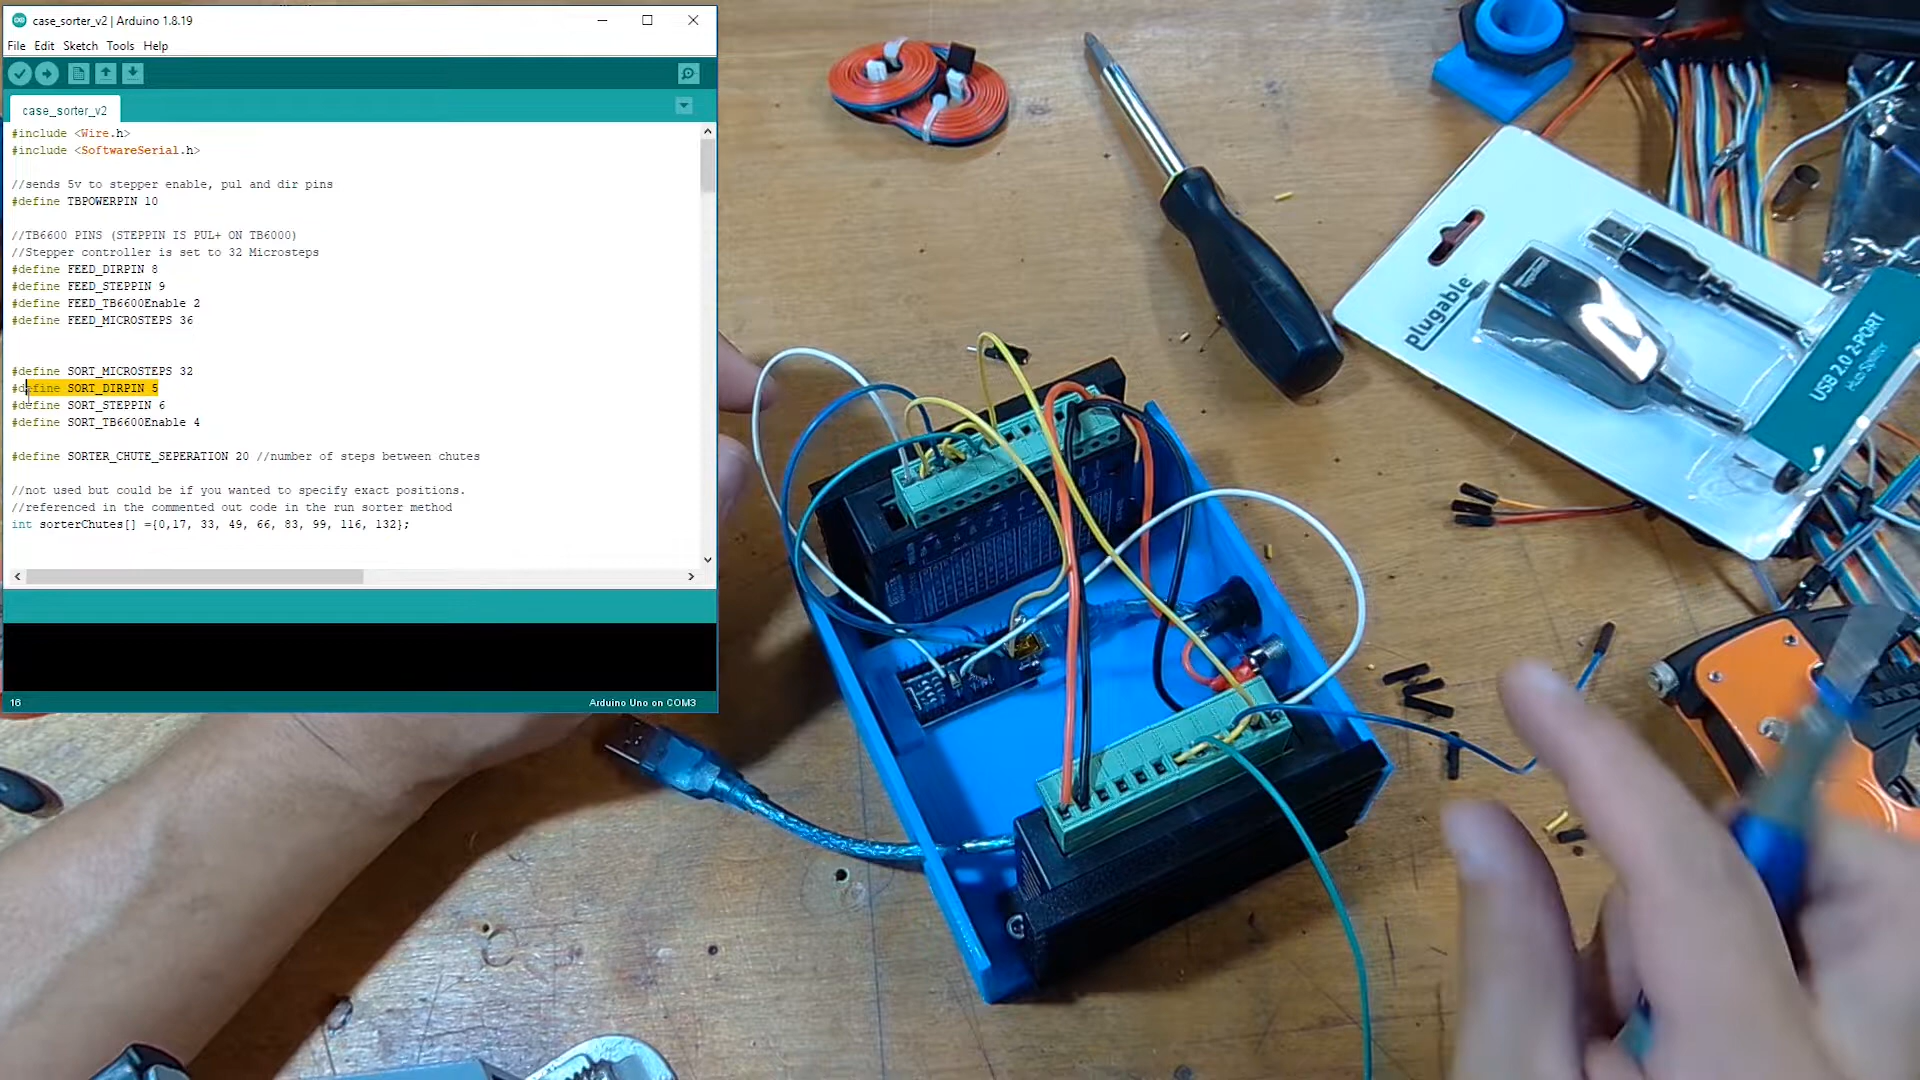 case_sorter_v2 | Arduino 1.8.19
File Edit Sketch Tools Help
case_sorter_v2
#include <Wire.h>
#include <SoftwareSerial.h>
//sends 5v to stepper enable, pul and dir pins
#define TBPOWERPIN 10
//TB6600 PINS (STEPPIN IS PUL+ ON TB6000)
//Stepper controller is set to 32 Microsteps
#define FEED_DIRPIN 8
#define FEED_STEPPIN 9
#define FEED_TB6600Enable 2
#define FEED_MICROSTEPS 36
#define SORT_MICROSTEPS 32
#define SORT_DIRPIN 5
#define SORT_STEPPIN 6
#define SORT_TB6600Enable 4
#define SORTER_CHUTE_SEPERATION 20 //number of steps between chutes
//not used but could be if you wanted to specify exact positions.
//referenced in the commented out code in the run sorter method
int sorterChutes[] ={0,17, 33, 49, 66, 83, 99, 116, 132};
16
Arduino Uno on COM3
plugable
USB 2.0 2-PORT